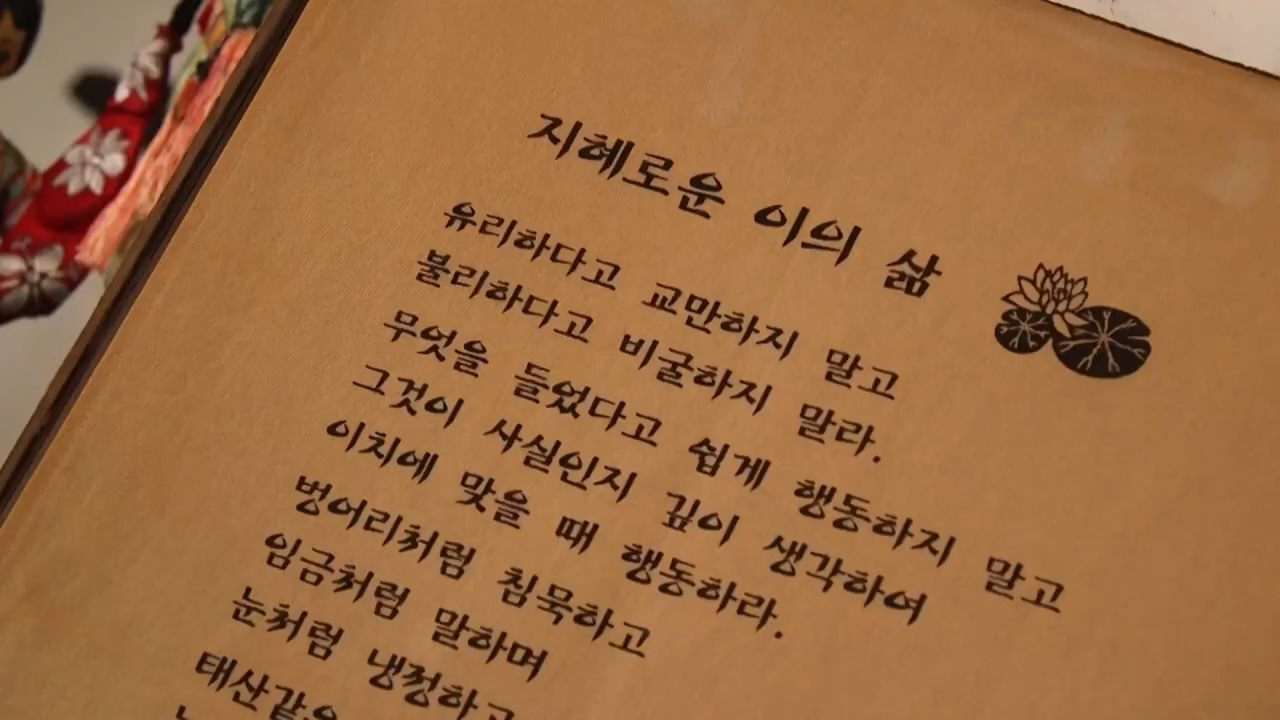 지혜로운 이의 삶
유리하다고 교만하지 말고
불리하다고 비굴하지 말라.
무엇을 들었다고 쉽게 행동하지 말고
그것이 사실인지 깊이 생각하여
이치에 맞을 때 행동하라.
벙어리처럼 침묵하고
임금처럼 말하며
눈처럼 냉정하고
태산같은